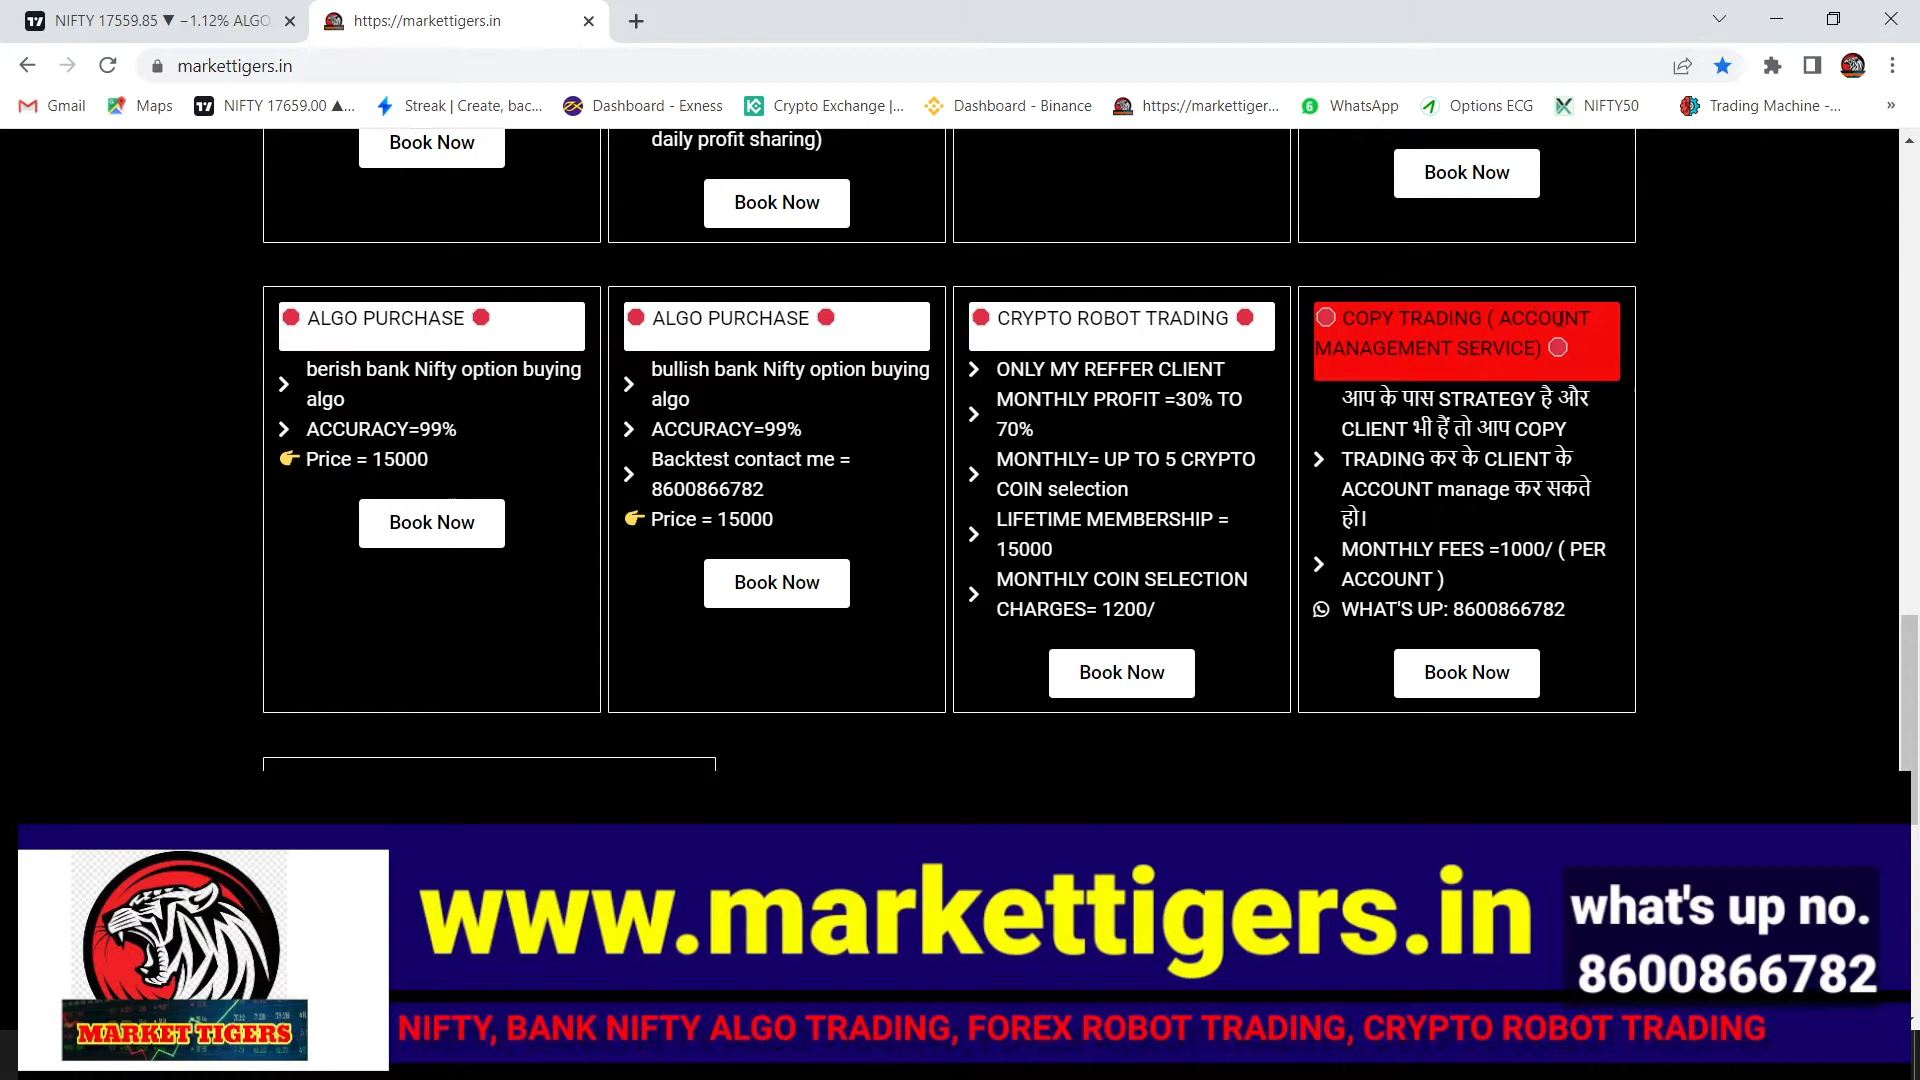 NIFTY 17559.85 ▼ −1.12% ALGO
https://markettigers.in
markettigers.in
Gmail
Maps
NIFTY 17659.00 ▲...
Streak | Create, bac...
Dashboard - Exness
Crypto Exchange |...
Dashboard - Binance
https://markettiger...
WhatsApp
Options ECG
NIFTY50
Trading Machine -...
»
Book Now
daily profit sharing)
Book Now
Book Now
ALGO PURCHASE
berish bank Nifty option buying
algo
ACCURACY=99%
Price = 15000
Book Now
ALGO PURCHASE
bullish bank Nifty option buying
algo
ACCURACY=99%
Backtest contact me =
8600866782
Price = 15000
Book Now
CRYPTO ROBOT TRADING
ONLY MY REFFER CLIENT
MONTHLY PROFIT =30% TO
70%
MONTHLY= UP TO 5 CRYPTO
COIN selection
LIFETIME MEMBERSHIP =
15000
MONTHLY COIN SELECTION
CHARGES= 1200/
Book Now
COPY TRADING ( ACCOUNT
MANAGEMENT SERVICE)
आप के पास STRATEGY है और
CLIENT भी हैं तो आप COPY
TRADING कर के CLIENT के
ACCOUNT manage कर सकते
हो।
MONTHLY FEES =1000/ ( PER
ACCOUNT )
WHAT'S UP: 8600866782
Book Now
MARKET TIGERS
www.markettigers.in
what's up no.
8600866782
NIFTY, BANK NIFTY ALGO TRADING, FOREX ROBOT TRADING, CRYPTO ROBOT TRADING